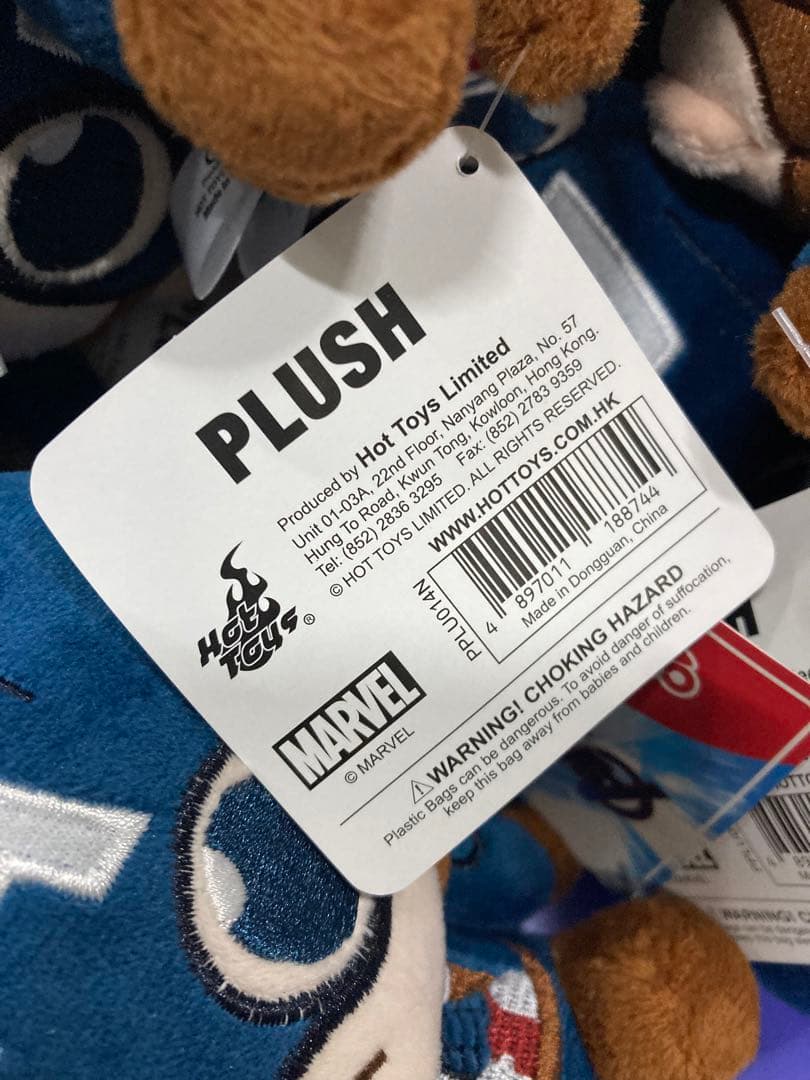 PLUSH
Produced by Hot Toys Limited
Unit 01-03A, 22nd Floor, Nanyang Plaza, No. 57
Hung To Road, Kwun Tong, Kowloon, Hong Kong.
Tel: (852) 2836 3295 Fax: (852) 2783 9359
© HOT TOYS LIMITED. ALL RIGHTS RESERVED.
WWW.HOTTOYS.COM.HK
PPLU014N
4 897011 188744
Made in Dongguan, China
Hot
Toys®
MARVEL
© MARVEL
⚠WARNING! CHOKING HAZARD
Plastic Bags can be dangerous. To avoid danger of suffocation,
keep this bag away from babies and children.
Made in
WARNING!